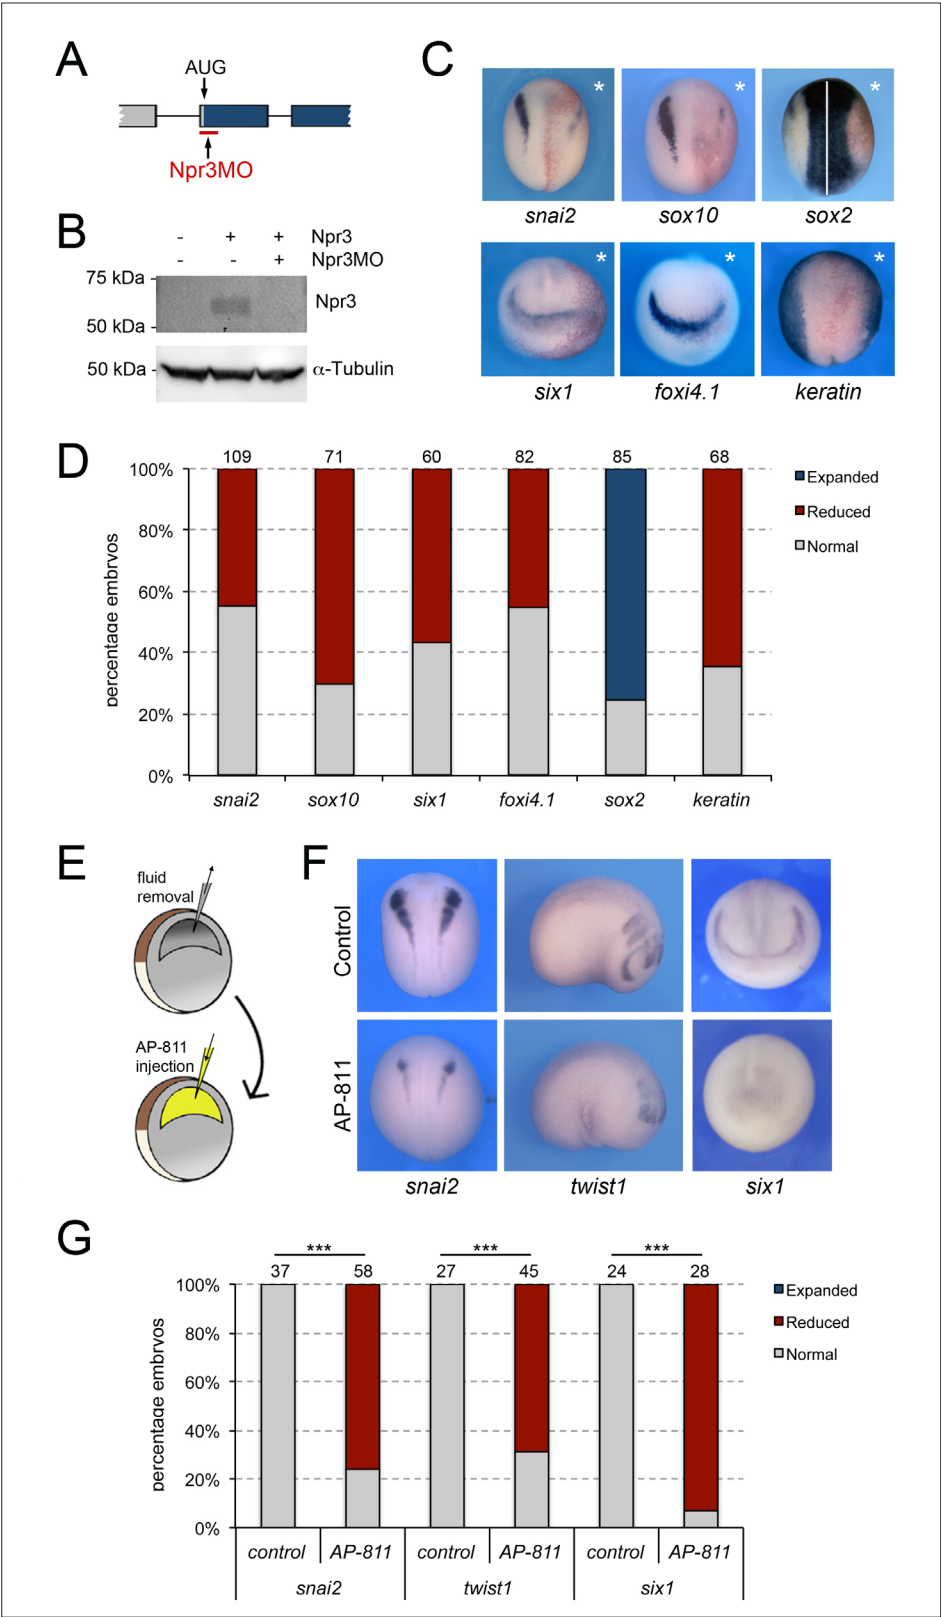 A
AUG
Npr3MO
B
- + + Npr3
- - + Npr3MO
75 kDa
Npr3
50 kDa
50 kDa
α-Tubulin
C
* * *
snai2 sox10 sox2
* * *
six1 foxi4.1 keratin
D
109 71 60 82 85 68
100%
80%
60%
40%
20%
0%
percentage embrvos
Expanded
Reduced
Normal
snai2 sox10 six1 foxi4.1 sox2 keratin
E
fluid
removal
AP-811
injection
F
Control
AP-811
snai2 twist1 six1
G
*** *** ***
37 58 27 45 24 28
100%
80%
60%
40%
20%
0%
percentage embrvos
Expanded
Reduced
Normal
control AP-811 control AP-811 control AP-811
snai2 twist1 six1